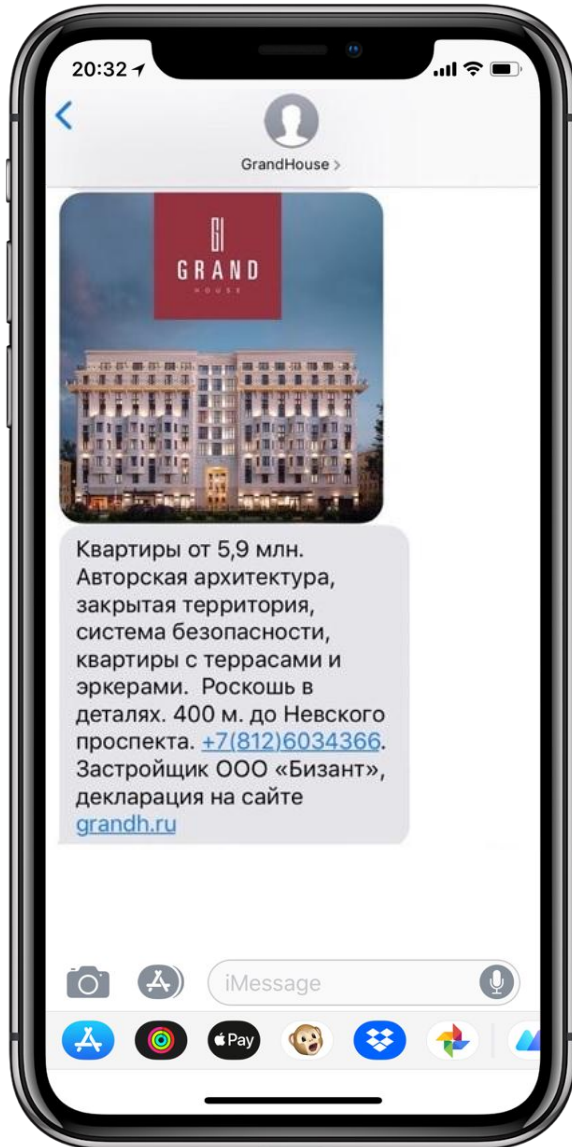 20:32
GrandHouse >
GRAND
HOUSE
Квартиры от 5,9 млн.
Авторская архитектура,
закрытая территория,
система безопасности,
квартиры с террасами и
эркерами. Роскошь в
деталях. 400 м. до Невского
проспекта. +7(812)6034366.
Застройщик ООО «Бизант»,
декларация на сайте
grandh.ru
iMessage
Pay